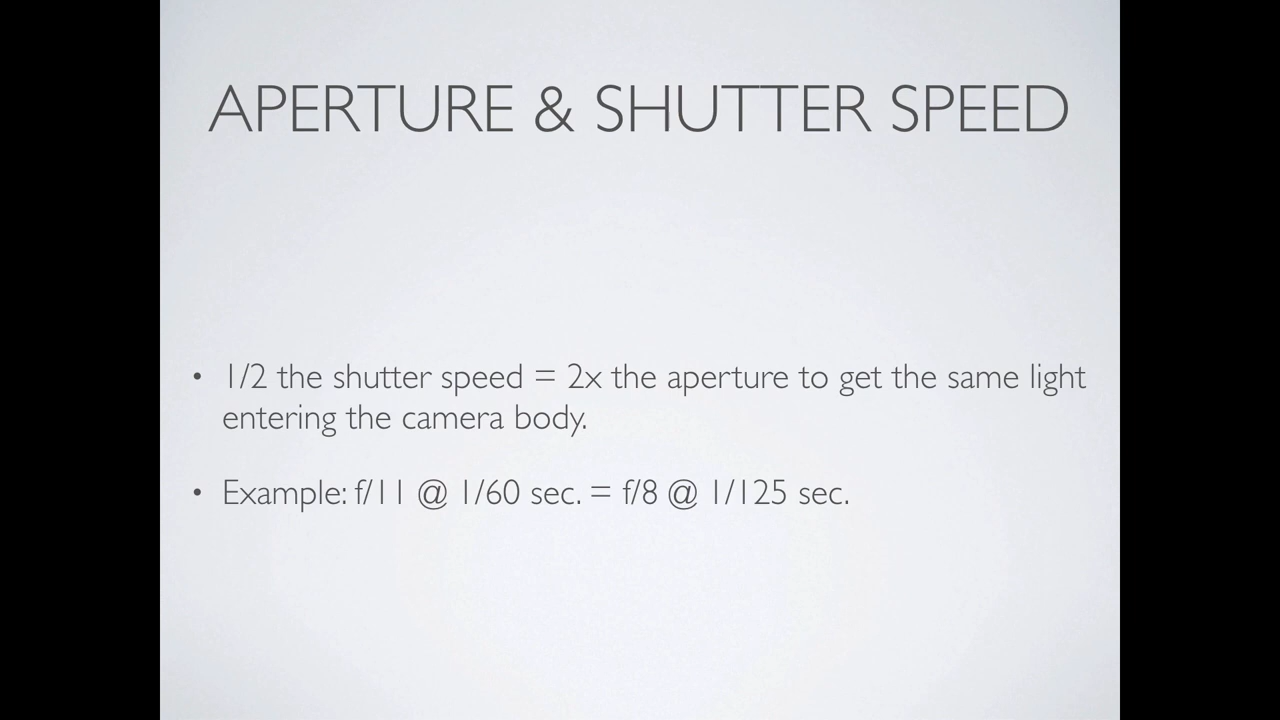 APERTURE & SHUTTER SPEED
• 1/2 the shutter speed = 2x the aperture to get the same light
entering the camera body.
• Example: f/11 @ 1/60 sec. = f/8 @ 1/125 sec.